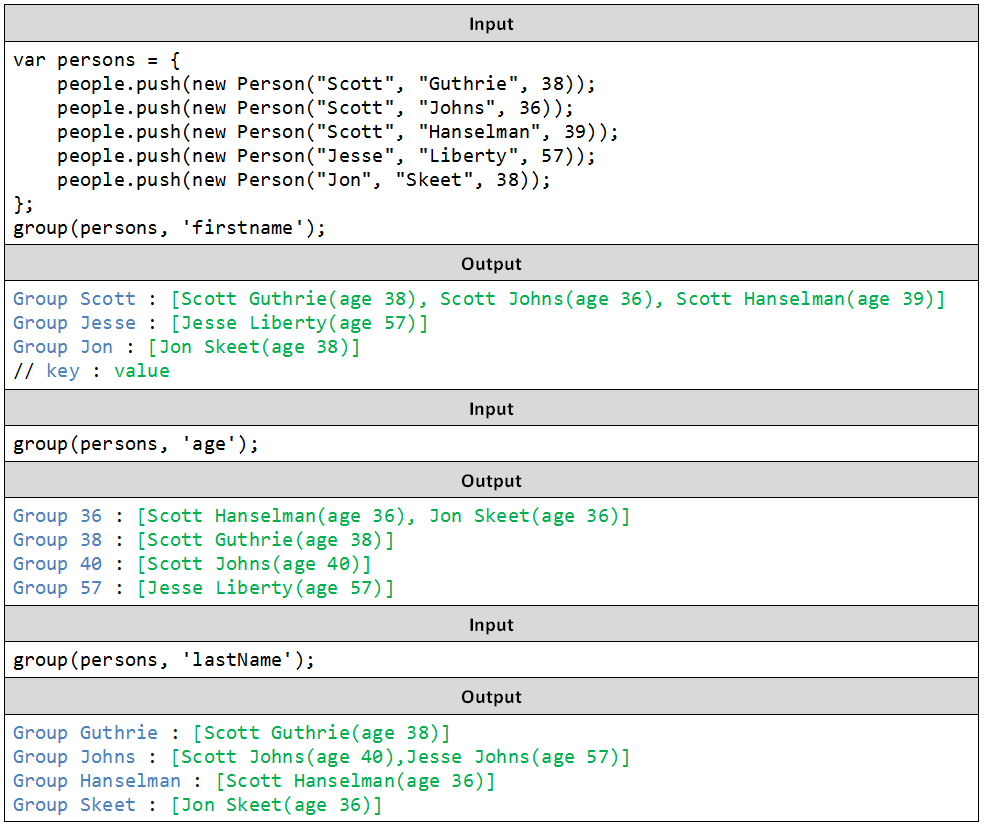 Input
var persons = {
    people.push(new Person("Scott", "Guthrie", 38));
    people.push(new Person("Scott", "Johns", 36));
    people.push(new Person("Scott", "Hanselman", 39));
    people.push(new Person("Jesse", "Liberty", 57));
    people.push(new Person("Jon", "Skeet", 38));
};
group(persons, 'firstname');
Output
Group Scott : [Scott Guthrie(age 38), Scott Johns(age 36), Scott Hanselman(age 39)]
Group Jesse : [Jesse Liberty(age 57)]
Group Jon : [Jon Skeet(age 38)]
// key : value
Input
group(persons, 'age');
Output
Group 36 : [Scott Hanselman(age 36), Jon Skeet(age 36)]
Group 38 : [Scott Guthrie(age 38)]
Group 40 : [Scott Johns(age 40)]
Group 57 : [Jesse Liberty(age 57)]
Input
group(persons, 'lastName');
Output
Group Guthrie : [Scott Guthrie(age 38)]
Group Johns : [Scott Johns(age 40),Jesse Johns(age 57)]
Group Hanselman : [Scott Hanselman(age 36)]
Group Skeet : [Jon Skeet(age 36)]